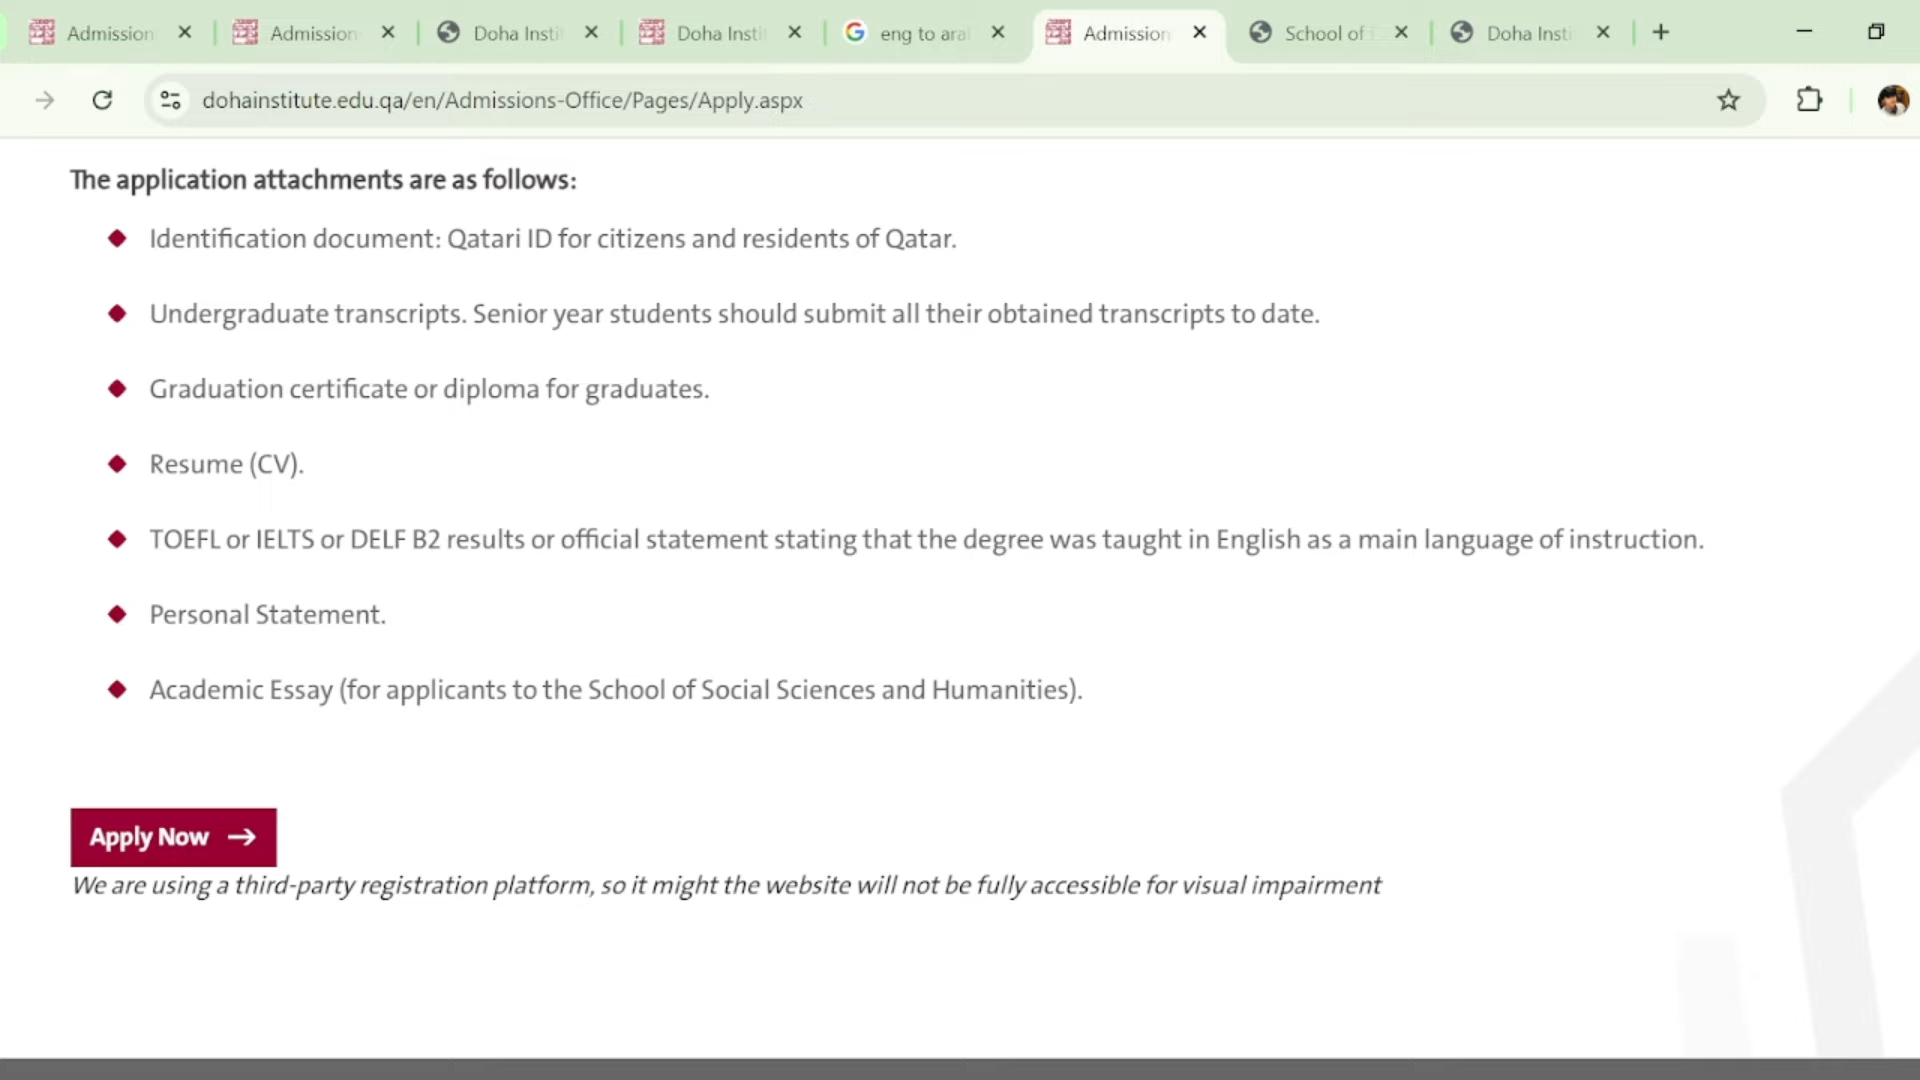 Admission
Admission
Doha Insti
Doha Insti
eng to aral
Admission
School of
Doha Insti
dohainstitute.edu.qa/en/Admissions-Office/Pages/Apply.aspx
The application attachments are as follows:
Identification document: Qatari ID for citizens and residents of Qatar.
Undergraduate transcripts. Senior year students should submit all their obtained transcripts to date.
Graduation certificate or diploma for graduates.
Resume (CV).
TOEFL or IELTS or DELF B2 results or official statement stating that the degree was taught in English as a main language of instruction.
Personal Statement.
Academic Essay (for applicants to the School of Social Sciences and Humanities).
Apply Now →
We are using a third-party registration platform, so it might the website will not be fully accessible for visual impairment